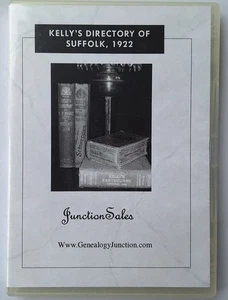 KELLY'S DIRECTORY OF
SUFFOLK, 1922
JunctionSales
Www.GenealogyJunction.com